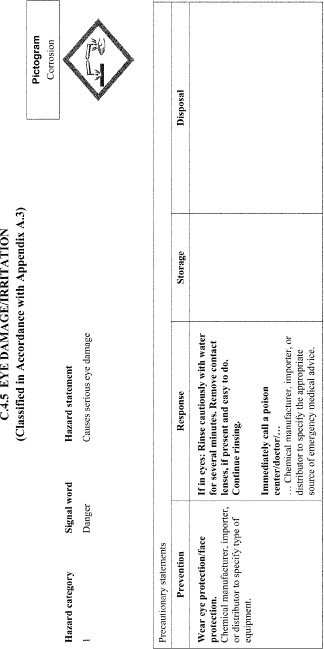 C.4.5 EYE DAMAGE/IRRITATION
(Classified in Accordance with Appendix A.3)
Pictogram
Corrosion
Hazard category
Signal word
Hazard statement
1
Danger
Causes serious eye damage
Precautionary statements
Prevention
Response
Storage
Disposal
Wear eye protection/face
protection.
Chemical manufacturer, importer,
or distributor to specify type of
equipment.
If in eyes: Rinse cautiously with water
for several minutes. Remove contact
lenses, if present and easy to do.
Continue rinsing.
Immediately call a poison
center/doctor/…
… Chemical manufacturer, importer, or
distributor to specify the appropriate
source of emergency medical advice.